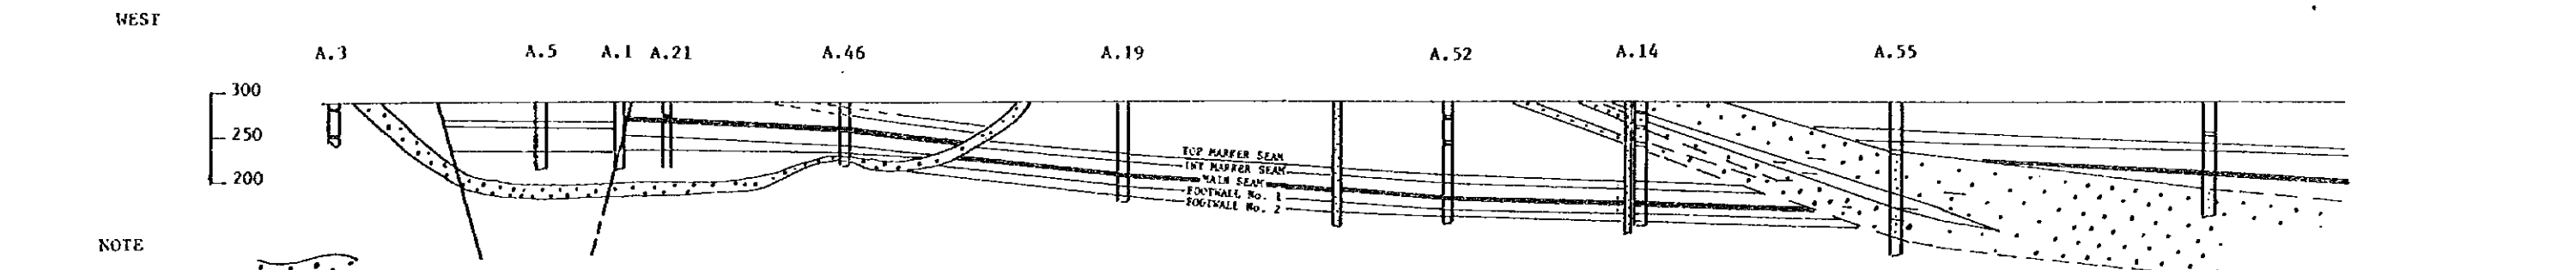 WEST
A.3 A.5 A.1 A.21 A.46 A.19 A.52 A.14 A.55
300
250
200
TOP MARKER SEAM
INT MARKER SEAM
MAIN SEAM
FOOTWALL No. 1
FOOTWALL No. 2
NOTE